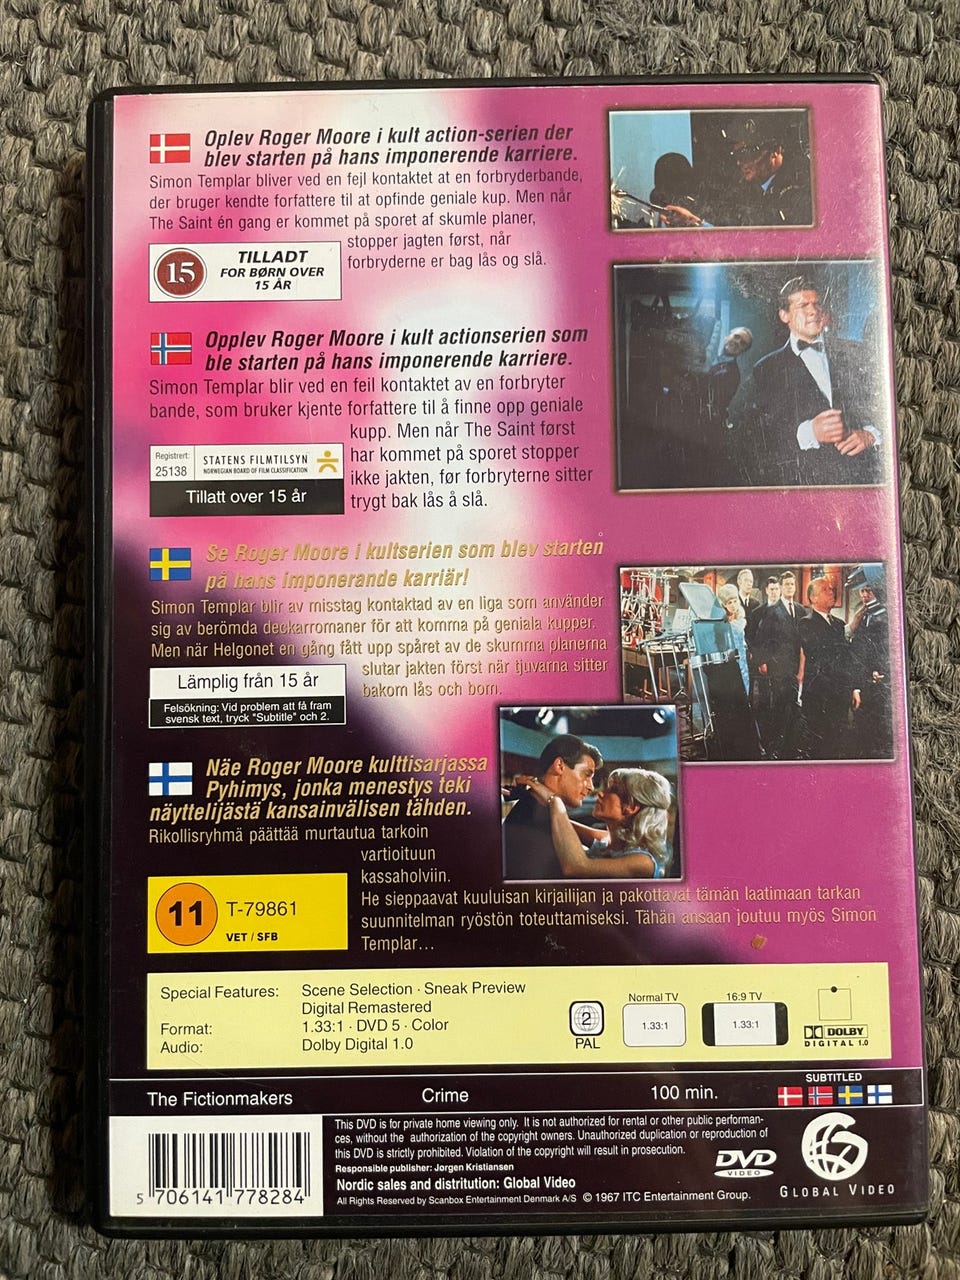 Oplev Roger Moore i kult action-serien der
blev starten på hans imponerende karriere.
Simon Templar bliver ved en fejl kontaktet at en forbryderbande,
der bruger kendte forfattere til at opfinde geniale kup. Men når
The Saint én gang er kommet på sporet af skumle planer,
stopper jagten først, når
forbryderne er bag lås og slå.
15
TILLADT
FOR BØRN OVER
15 ÅR
Opplev Roger Moore i kult actionserien som
ble starten på hans imponerende karriere.
Simon Templar blir ved en feil kontaktet av en forbryter
bande, som bruker kjente forfattere til å finne opp geniale
kupp. Men når The Saint først
har kommet på sporet stopper
ikke jakten, før forbryterne sitter
trygt bak lås å slå.
Registrert:
25138
STATENS FILMTILSYN
NORWEGIAN BOARD OF FILM CLASSIFICATION
Tillatt over 15 år
Se Roger Moore i kultserien som blev starten
på hans imponerande karriär!
Simon Templar blir av misstag kontaktad av en liga som använder
sig av berömda deckarromaner för att komma på geniala kupper.
Men när Helgonet en gång fått upp spåret av de skumma planerna
slutar jakten först när tjuvarna sitter
bakom lås och bom.
Lämplig från 15 år
Felsökning: Vid problem att få fram
svensk text, tryck "Subtitle" och 2.
Näe Roger Moore kulttisarjassa
Pyhimys, jonka menestys teki
näyttelijästä kansainvälisen tähden.
Rikollisryhmä päättää murtautua tarkoin
vartioituun
kassaholviin.
He sieppaavat kuuluisan kirjailijan ja pakottavat tämän laatimaan tarkan
suunnitelman ryöstön toteuttamiseksi. Tähän ansaan joutuu myös Simon
Templar...
11
T-79861
VET / SFB
Special Features: Scene Selection · Sneak Preview
Digital Remastered
Format: 1.33:1 · DVD 5 · Color
Audio: Dolby Digital 1.0
2
PAL
Normal TV
1.33:1
16:9 TV
1.33:1
DOLBY
DIGITAL 1.0
The Fictionmakers Crime 100 min.
SUBTITLED
This DVD is for private home viewing only. It is not authorized for rental or other public performan-
ces, without the authorization of the copyright owners. Unauthorized duplication or reproduction of
this DVD is strictly prohibited. Violation of the copyright will result in prosecution.
Responsible publisher: Jørgen Kristiansen
Nordic sales and distribution: Global Video
All Rights Reserved by Scanbox Entertainment Denmark A/S © 1967 ITC Entertainment Group.
DVD
VIDEO
GLOBAL VIDEO
5 706141 778284